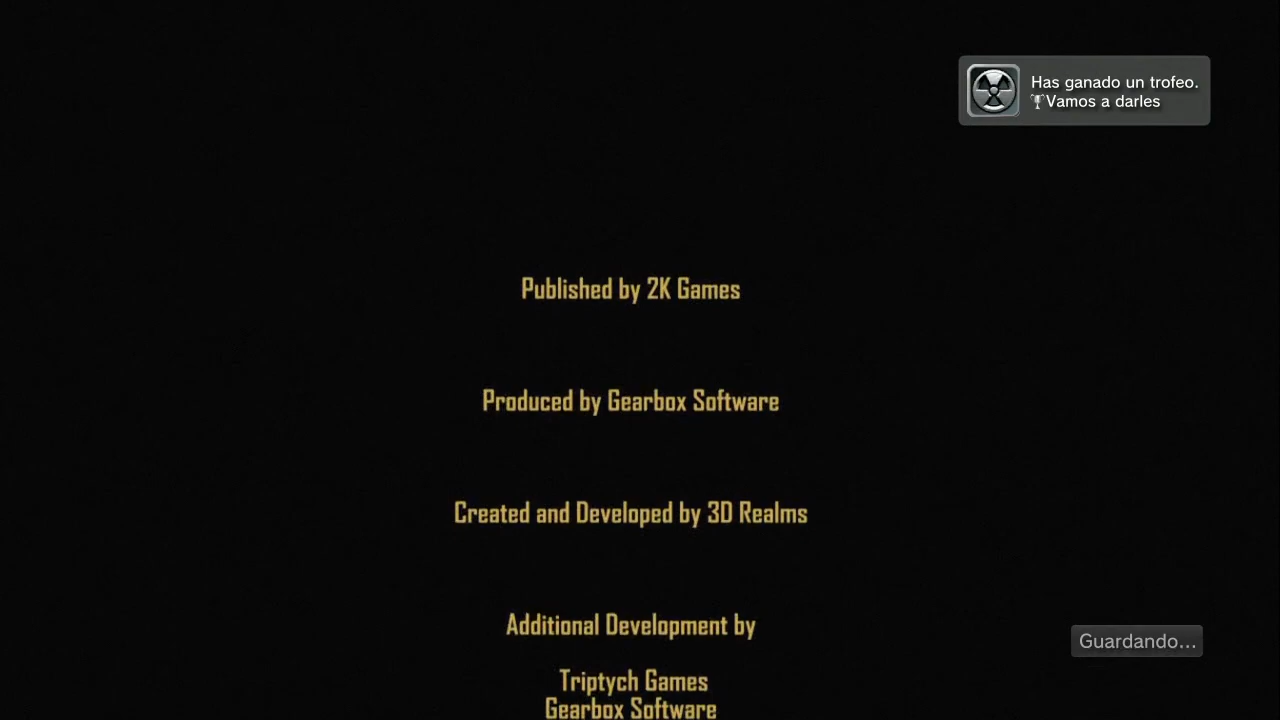 Has ganado un trofeo.
Vamos a darles
Published by 2K Games
Produced by Gearbox Software
Created and Developed by 3D Realms
Additional Development by
Triptych Games
Gearbox Software
Guardando...